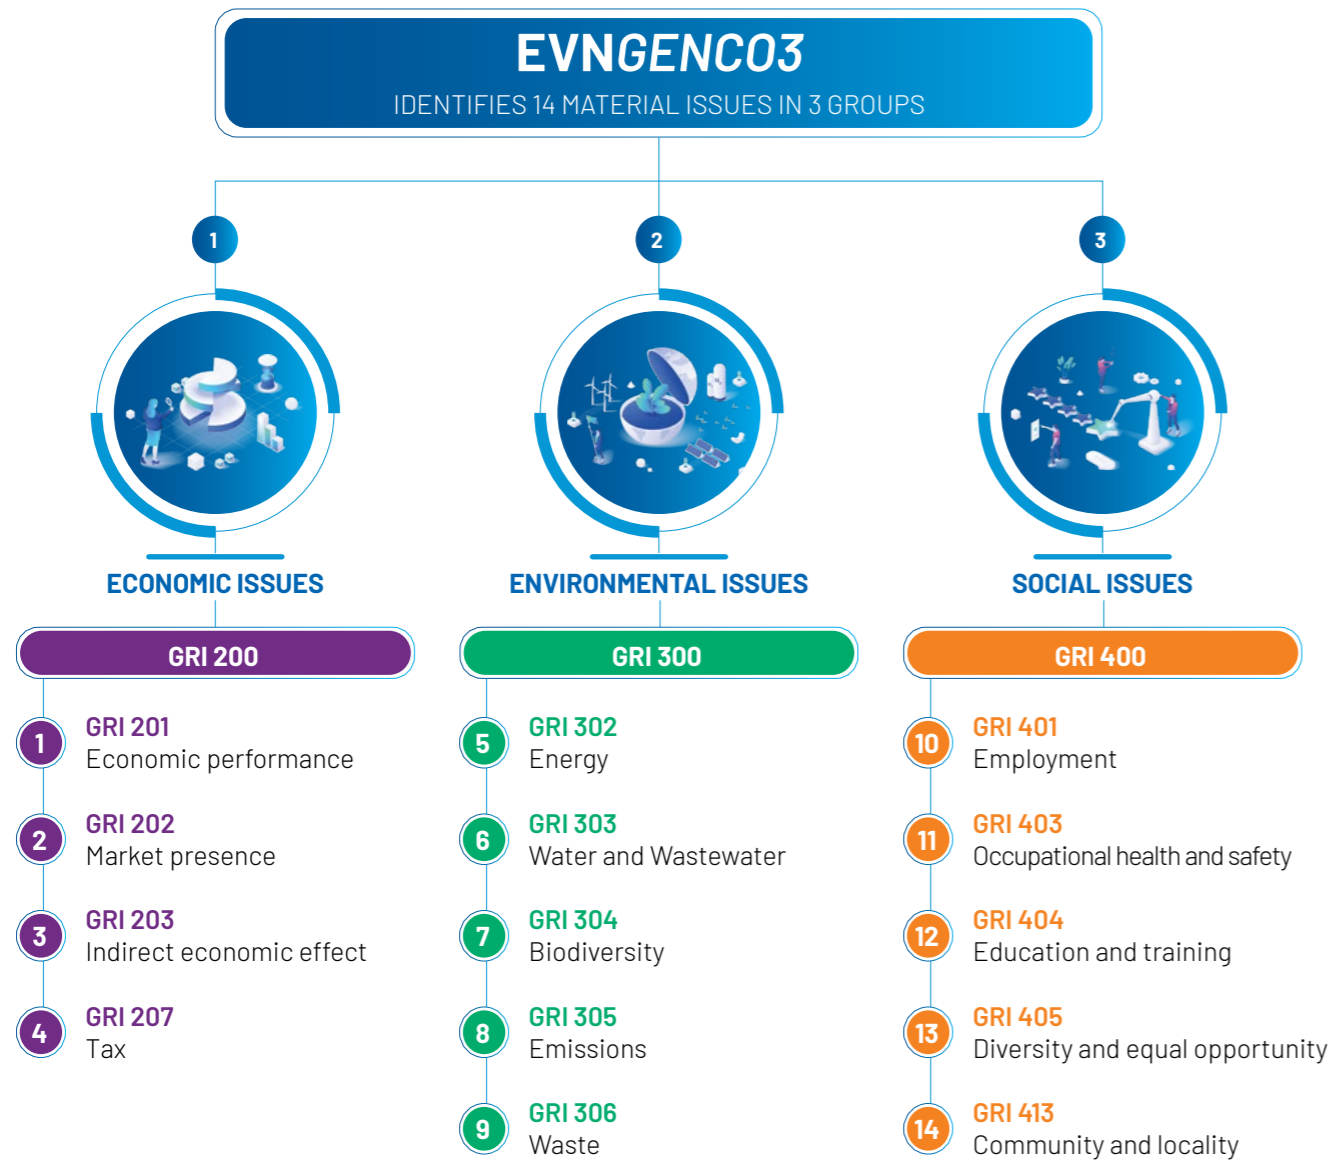 EVNGENCO3
IDENTIFIES 14 MATERIAL ISSUES IN 3 GROUPS
1
2
3
ECONOMIC ISSUES
GRI 200
1
GRI 201
Economic performance
2
GRI 202
Market presence
3
GRI 203
Indirect economic effect
4
GRI 207
Tax
ENVIRONMENTAL ISSUES
GRI 300
5
GRI 302
Energy
6
GRI 303
Water and Wastewater
7
GRI 304
Biodiversity
8
GRI 305
Emissions
9
GRI 306
Waste
SOCIAL ISSUES
GRI 400
10
GRI 401
Employment
11
GRI 403
Occupational health and safety
12
GRI 404
Education and training
13
GRI 405
Diversity and equal opportunity
14
GRI 413
Community and locality